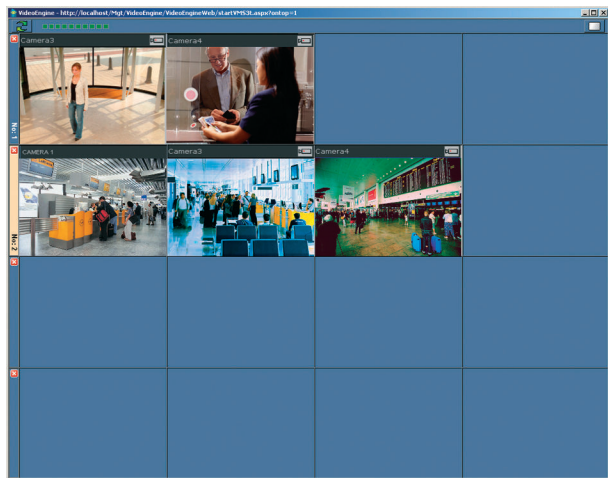 VideoEngine - http://localhost/Mgt/VideoEngine/VideoEngineWeb/startVMS3t.aspx?ontop=1
Camera3
Camera4
No: 1
CAMERA 1
Camera3
Camera4
No: 2